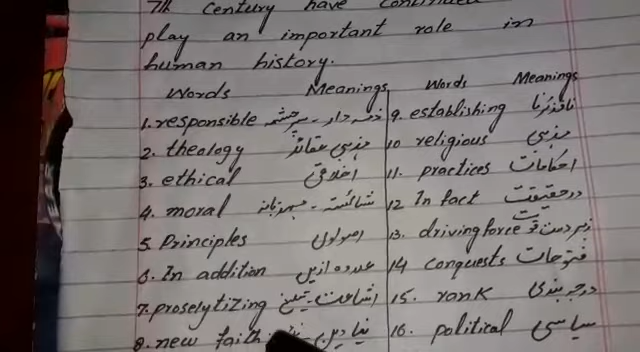 7th century have continued
play an important role in
human history.
Words Meanings Words Meanings
1. responsible ذمہ دار - سرچشمہ 9. establishing نافذ کرنا
2. theology مذہبی عقائد 10 religious مذہبی
3. ethical اخلاقی 11. practices احکامات
4. moral شائستہ - 12 In fact درحقیقت
5. Principles اصولوں 13. driving force زبردست قوت
6. In addition علاوہ ازیں 14 conquests فتوحات
7. proselytizing اشاعت - تبلیغ 15. rank درجہ بندی
8. new faith نیا دین 16. political سیاسی